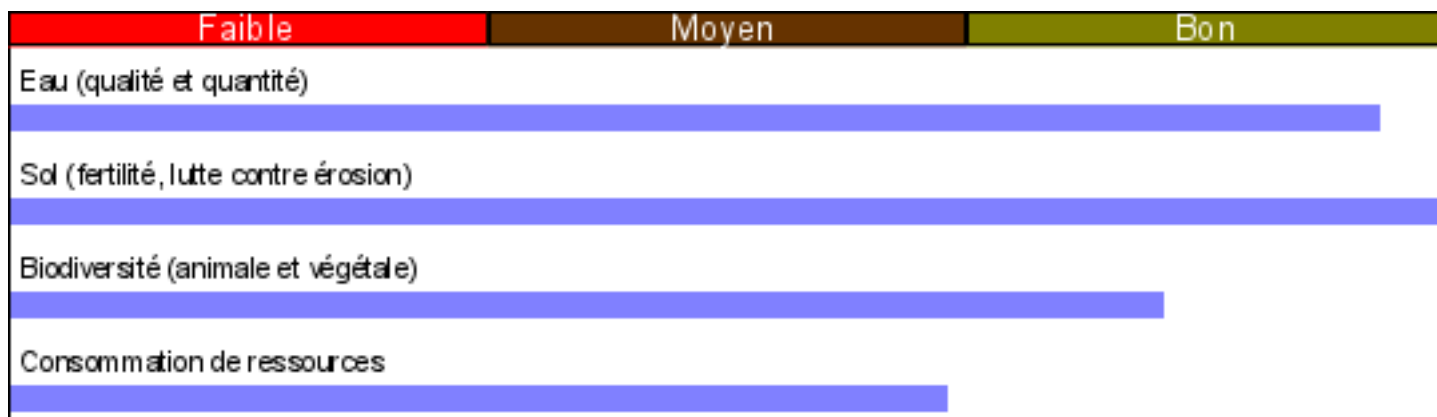 Faible Moyen Bon
Eau (qualité et quantité)
Sol (fertilité, lutte contre érosion)
Biodiversité (animale et végétale)
Consommation de ressources